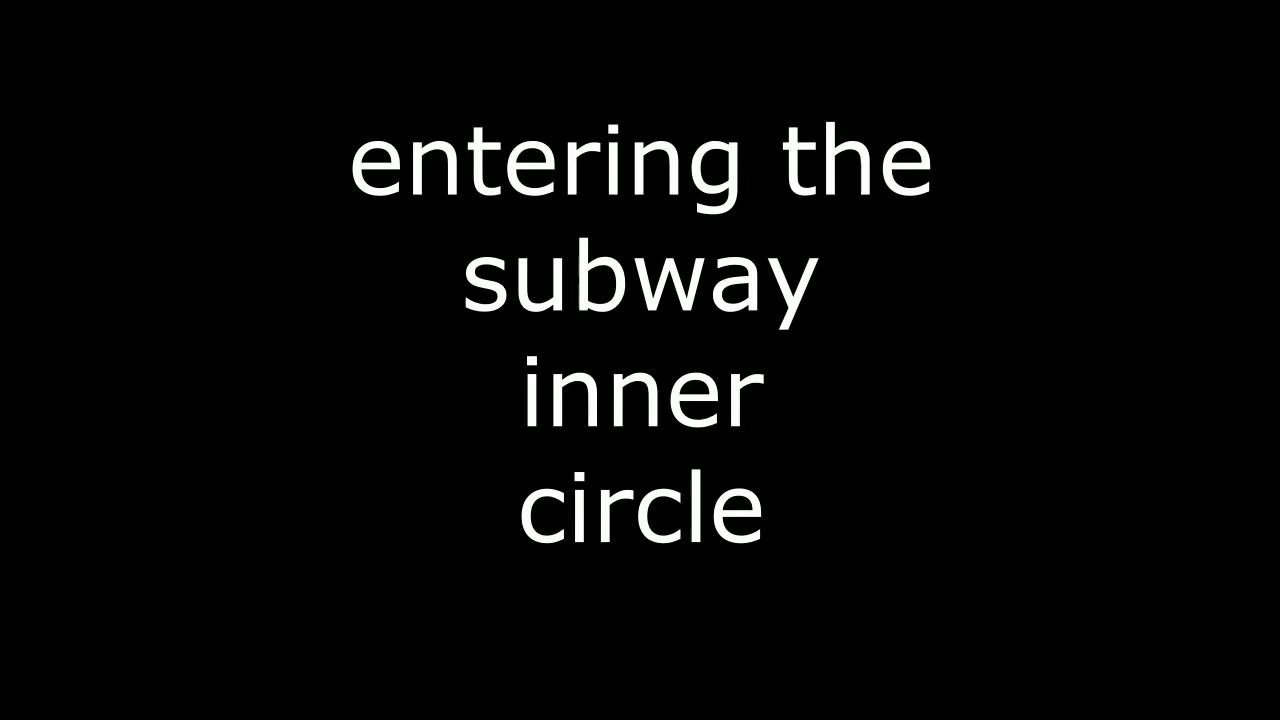 entering the
subway
inner
circle